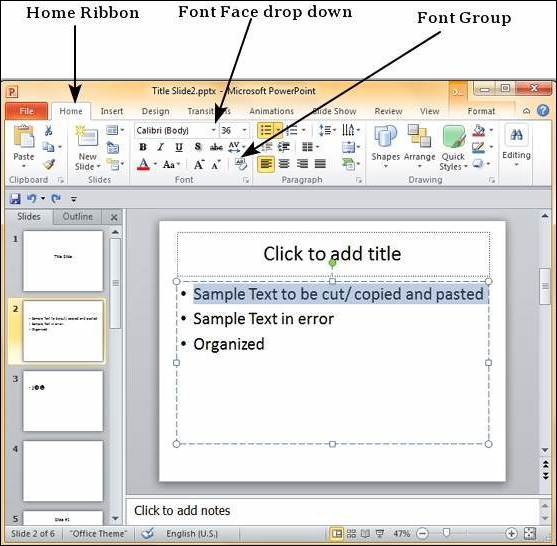 Home Ribbon
Font Face drop down
Font Group
Title Slide2.pptx - Microsoft PowerPoint
D...
File Home Insert Design Transitions Animations Slide Show Review View Format
Calibri (Body) 36
Paste
New
Slide
B I U S abc AV
A Aa A A
Shapes Arrange Quick
Styles
Editing
Clipboard Slides Font Paragraph Drawing
Slides Outline
1
Title Slide
2
Sample Text to be cut/ copied and pasted
Sample Text in error
Organized
3
4
5
Slide #1
Click to add title
• Sample Text to be cut/ copied and pasted
• Sample Text in error
• Organized
Click to add notes
Slide 2 of 6 "Office Theme" English (U.S.) 47%